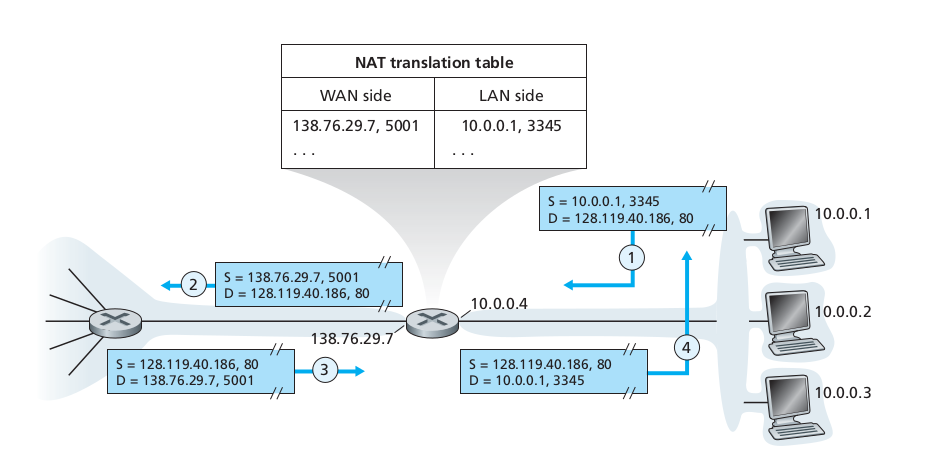 NAT translation table
WAN side LAN side
138.76.29.7, 5001 10.0.0.1, 3345
. . . . . .
S = 10.0.0.1, 3345
D = 128.119.40.186, 80
1
10.0.0.1
2
S = 138.76.29.7, 5001
D = 128.119.40.186, 80
10.0.0.4
10.0.0.2
138.76.29.7
S = 128.119.40.186, 80
D = 138.76.29.7, 5001
3
S = 128.119.40.186, 80
D = 10.0.0.1, 3345
4
10.0.0.3